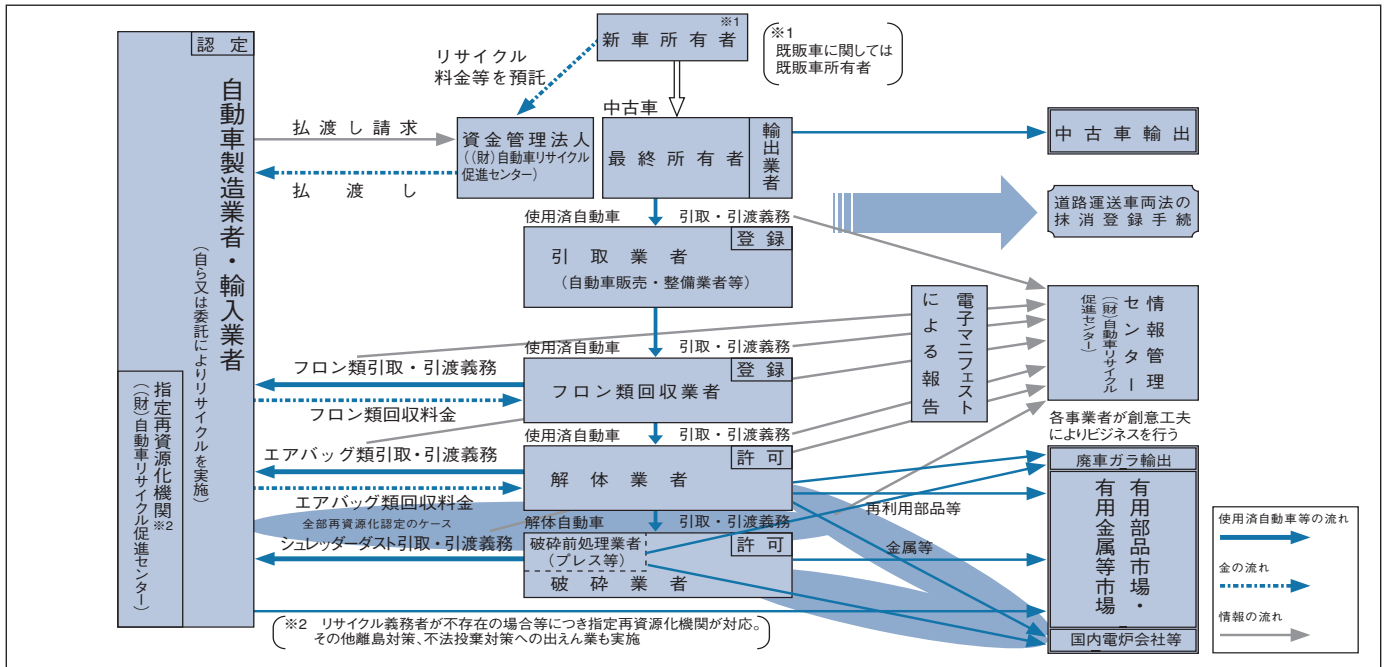 認定
自動車製造業者・輸入業者
（自ら又は委託によりリサイクルを実施）
指定再資源化機関※2
（（財）自動車リサイクル促進センター）
※1
新車所有者
※1
既販車に関しては
既販車所有者
リサイクル
料金等を預託
中古車
払渡し請求
払渡し
資金管理法人
（（財）自動車リサイクル
促進センター）
最終所有者
輸出業者
中古車輸出
道路運送車両法の
抹消登録手続
使用済自動車
引取・引渡義務
登録
引取業者
（自動車販売・整備業者等）
電子マニフェスト
による報告
情報管理
センター
（（財）自動車リサイクル
促進センター）
使用済自動車
引取・引渡義務
フロン類引取・引渡義務
登録
フロン類回収業者
フロン類回収料金
使用済自動車
引取・引渡義務
各事業者が創意工夫
によりビジネスを行う
エアバッグ類引取・引渡義務
許可
解体業者
エアバッグ類回収料金
廃車ガラ輸出
再利用部品等
有用部品市場・
有用金属等市場
全部再資源化認定のケース
解体自動車
引取・引渡義務
シュレッダーダスト引取・引渡義務
破砕前処理業者
（プレス等）
許可
破砕業者
金属等
国内電炉会社等
使用済自動車等の流れ
金の流れ
情報の流れ
※2 リサイクル義務者が不存在の場合等につき指定再資源化機関が対応。
その他離島対策、不法投棄対策への出えん業も実施